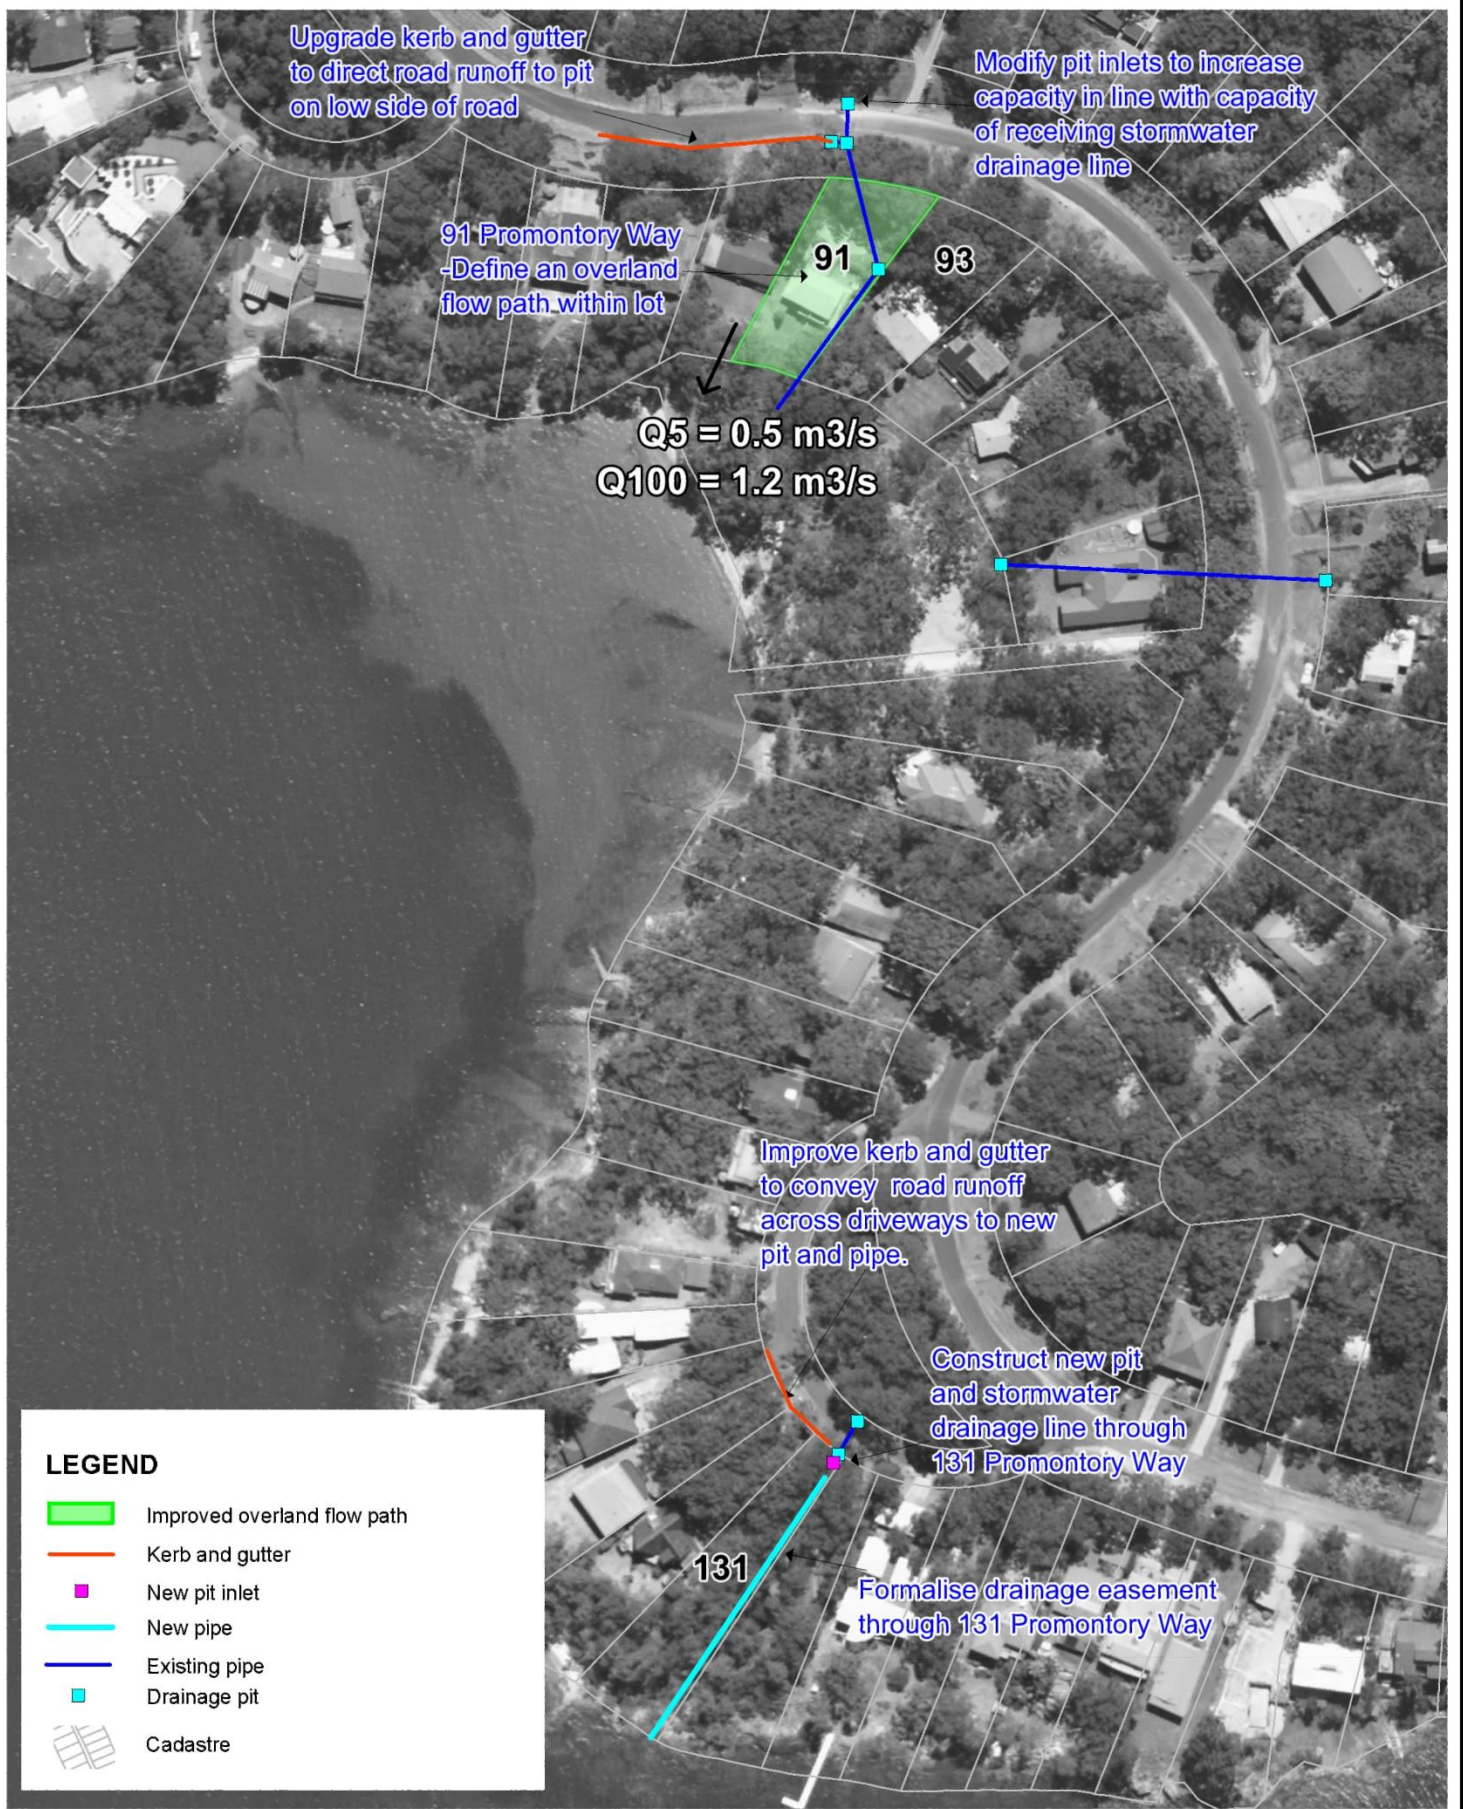 Upgrade kerb and gutter
to direct road runoff to pit
on low side of road
Modify pit inlets to increase
capacity in line with capacity
of receiving stormwater
drainage line
91 Promontory Way
-Define an overland
flow path within lot
91
93
Q5 = 0.5 m3/s
Q100 = 1.2 m3/s
Improve kerb and gutter
to convey road runoff
across driveways to new
pit and pipe.
Construct new pit
and stormwater
drainage line through
131 Promontory Way
131
Formalise drainage easement
through 131 Promontory Way
LEGEND
Improved overland flow path
Kerb and gutter
New pit inlet
New pipe
Existing pipe
Drainage pit
Cadastre